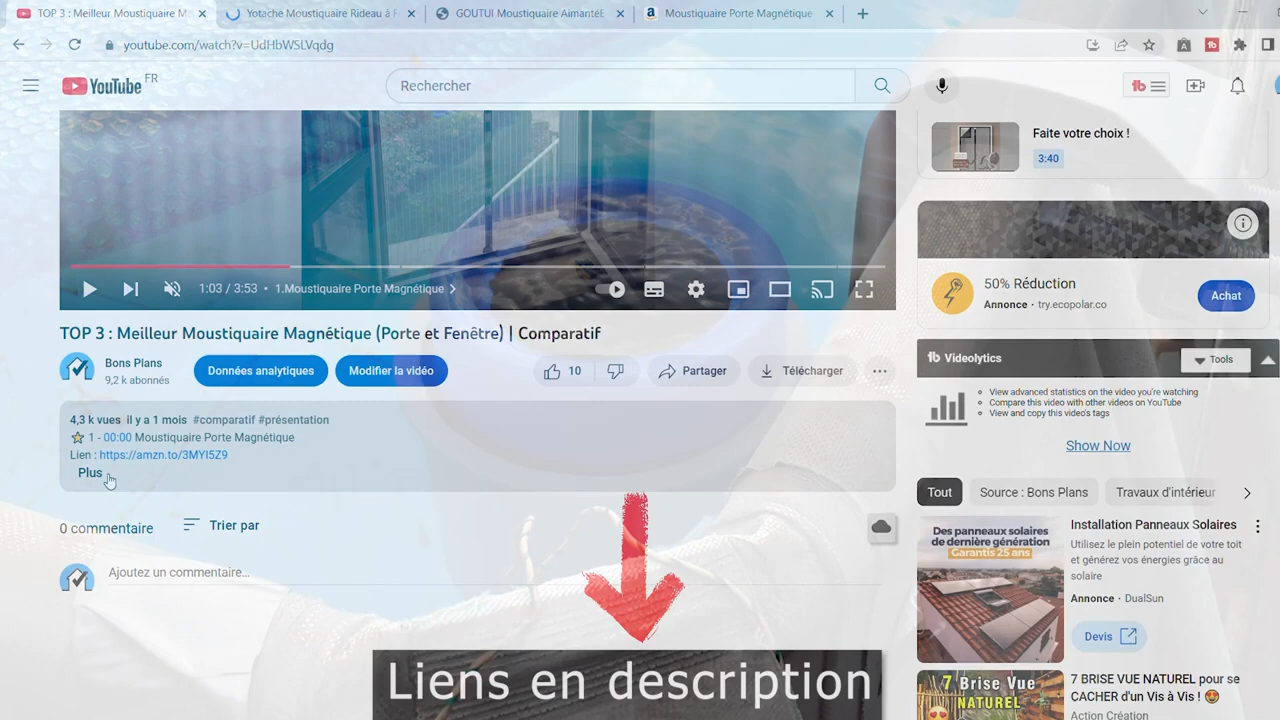 TOP 3 : Meilleur Moustiquaire M
Yotache Moustiquaire Rideau à F
GOUTUI Moustiquaire AimantéE
Moustiquaire Porte Magnétique
youtube.com/watch?v=UdHbWSLVqdg
YouTube FR
Rechercher
Faite votre choix !
3:40
1:03 / 3:53 • 1.Moustiquaire Porte Magnétique
50% Réduction
Annonce · try.ecopolar.co
Achat
TOP 3 : Meilleur Moustiquaire Magnétique (Porte et Fenêtre) | Comparatif
Bons Plans
9,2 k abonnés
Données analytiques
Modifier la vidéo
10
Partager
Télécharger
Videolytics
Tools
View advanced statistics on the video you're watching
Compare this video with other videos on YouTube
View and copy this video's tags
Show Now
4,3 k vues il y a 1 mois #comparatif #présentation
1 - 00:00 Moustiquaire Porte Magnétique
Lien : https://amzn.to/3MYI5Z9
Plus
0 commentaire
Trier par
Ajoutez un commentaire...
Tout
Source : Bons Plans
Travaux d'intérieur
Des panneaux solaires
de dernière génération
Garantis 25 ans
Installation Panneaux Solaires
Utilisez le plein potentiel de votre toit
et générez vos énergies grâce au
solaire
Annonce · DualSun
Devis
7 Brise Vue
NATUREL
7 BRISE VUE NATUREL pour se
CACHER d'un Vis à Vis ! 😍
Action Création
Liens en description